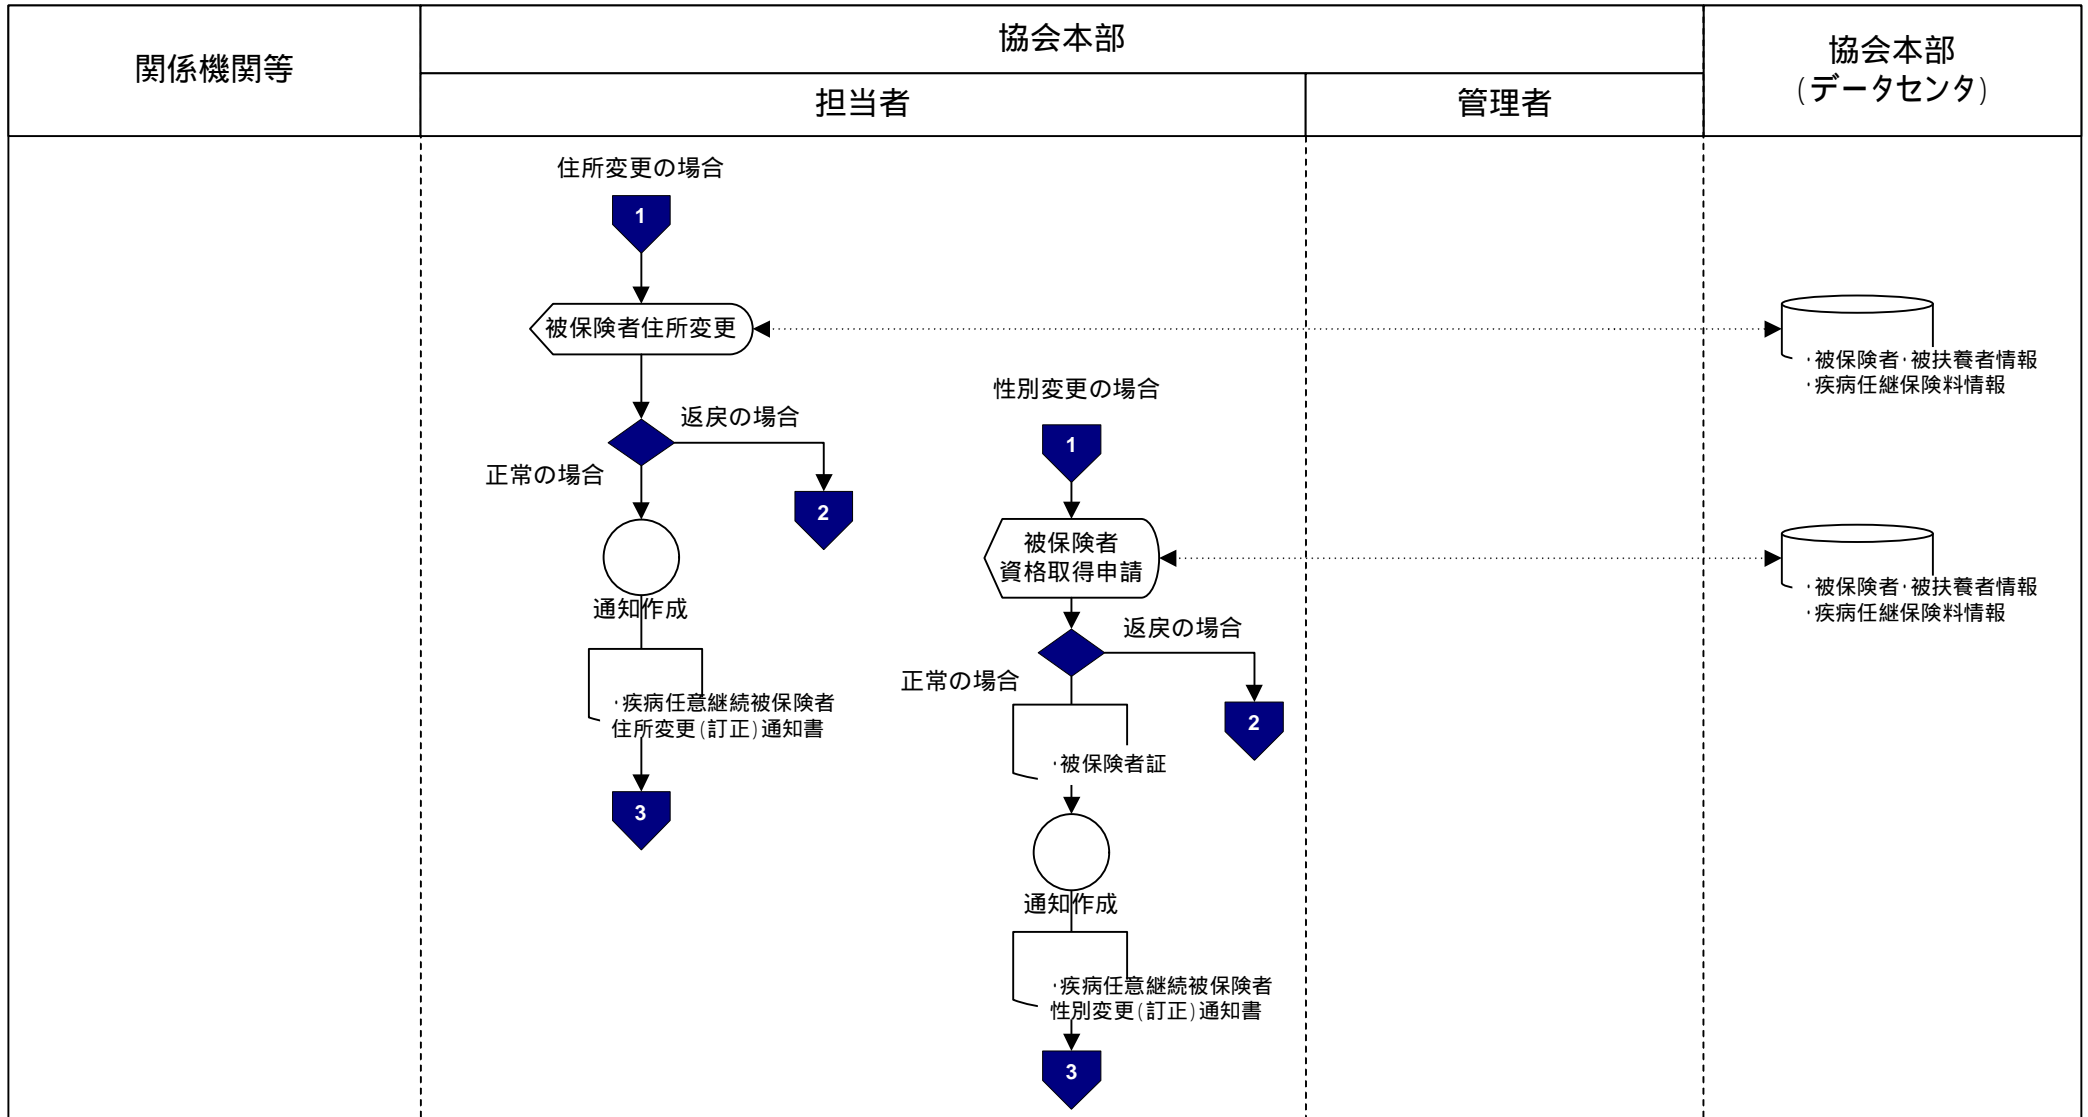 関係機関等
協会本部
担当者
管理者
協会本部
(データセンタ)
住所変更の場合
1
被保険者住所変更
・被保険者・被扶養者情報
・疾病任継保険料情報
返戻の場合
正常の場合
2
通知作成
・疾病任意継続被保険者
住所変更(訂正)通知書
3
性別変更の場合
1
被保険者
資格取得申請
・被保険者・被扶養者情報
・疾病任継保険料情報
返戻の場合
正常の場合
2
・被保険者証
通知作成
・疾病任意継続被保険者
性別変更(訂正)通知書
3